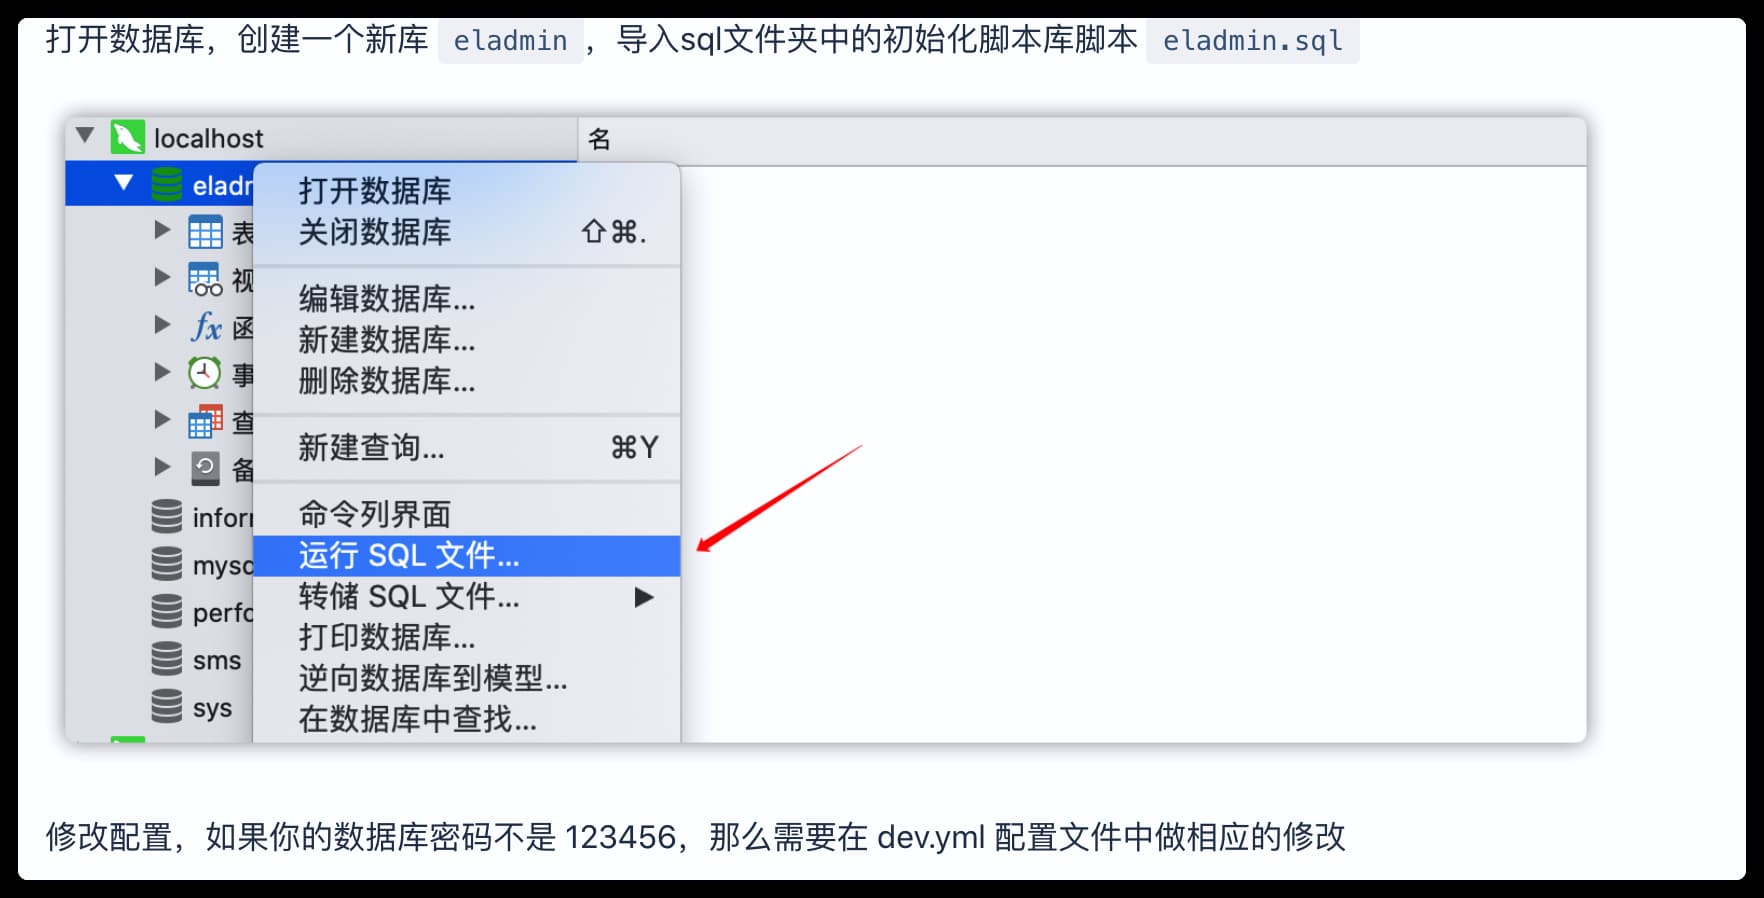 打开数据库，创建一个新库 eladmin，导入sql文件夹中的初始化脚本库脚本 eladmin.sql
localhost
名
eladr
打开数据库
关闭数据库 ⇧⌘.
表
视
编辑数据库...
函
新建数据库...
事
删除数据库...
查
新建查询... ⌘Y
备
infor
命令列界面
mysq
运行 SQL 文件...
perfo
转储 SQL 文件... ▶
打印数据库...
sms
逆向数据库到模型...
sys
在数据库中查找...
修改配置，如果你的数据库密码不是 123456，那么需要在 dev.yml 配置文件中做相应的修改